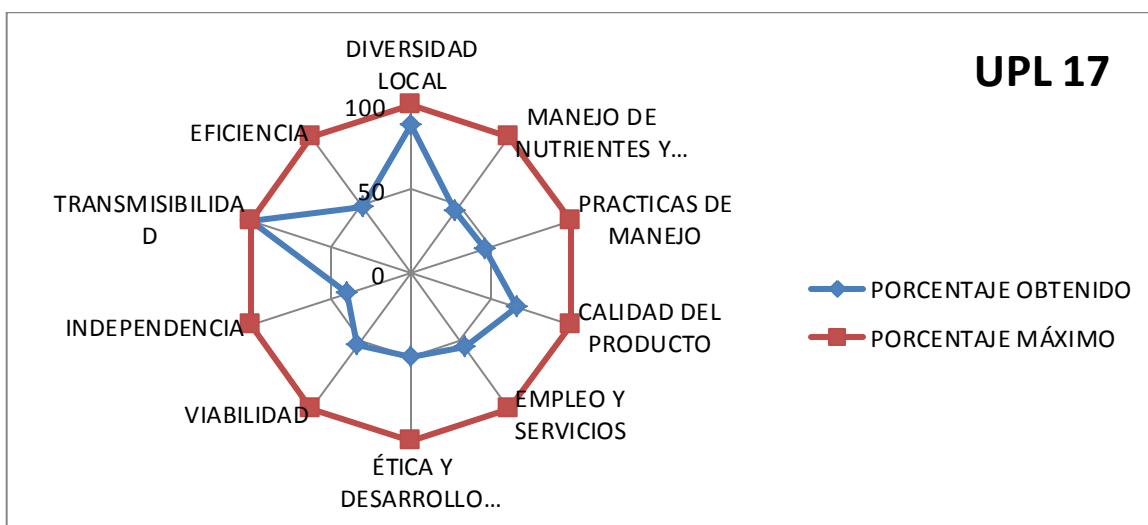 UPL 17
DIVERSIDAD
LOCAL
MANEJO DE
NUTRIENTES Y...
PRACTICAS DE
MANEJO
CALIDAD DEL
PRODUCTO
EMPLEO Y
SERVICIOS
ÉTICA Y
DESARROLLO...
VIABILIDAD
INDEPENDENCIA
TRANSMISIBILIDA
D
EFICIENCIA
100
50
0
PORCENTAJE OBTENIDO
PORCENTAJE MÁXIMO